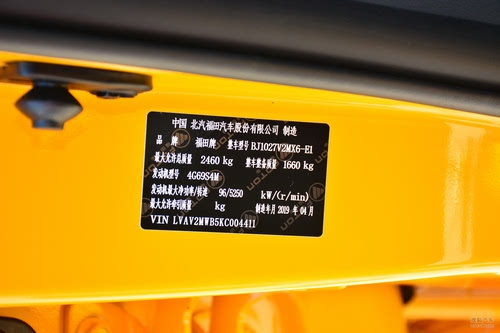 中国 北汽福田汽车股份有限公司 制造
品 牌 福田牌 整车型号 BJ1027V2MX6-E1
最大允许总质量 2460 kg 整车整备质量 1660 kg
发动机型号 4G69S4M
发动机最大净功率/转速 96/5250 kW/(r/min)
最大允许牵引质量 kg 制造年月 2019 年 04 月
VIN LVAV2MWB5KC004411